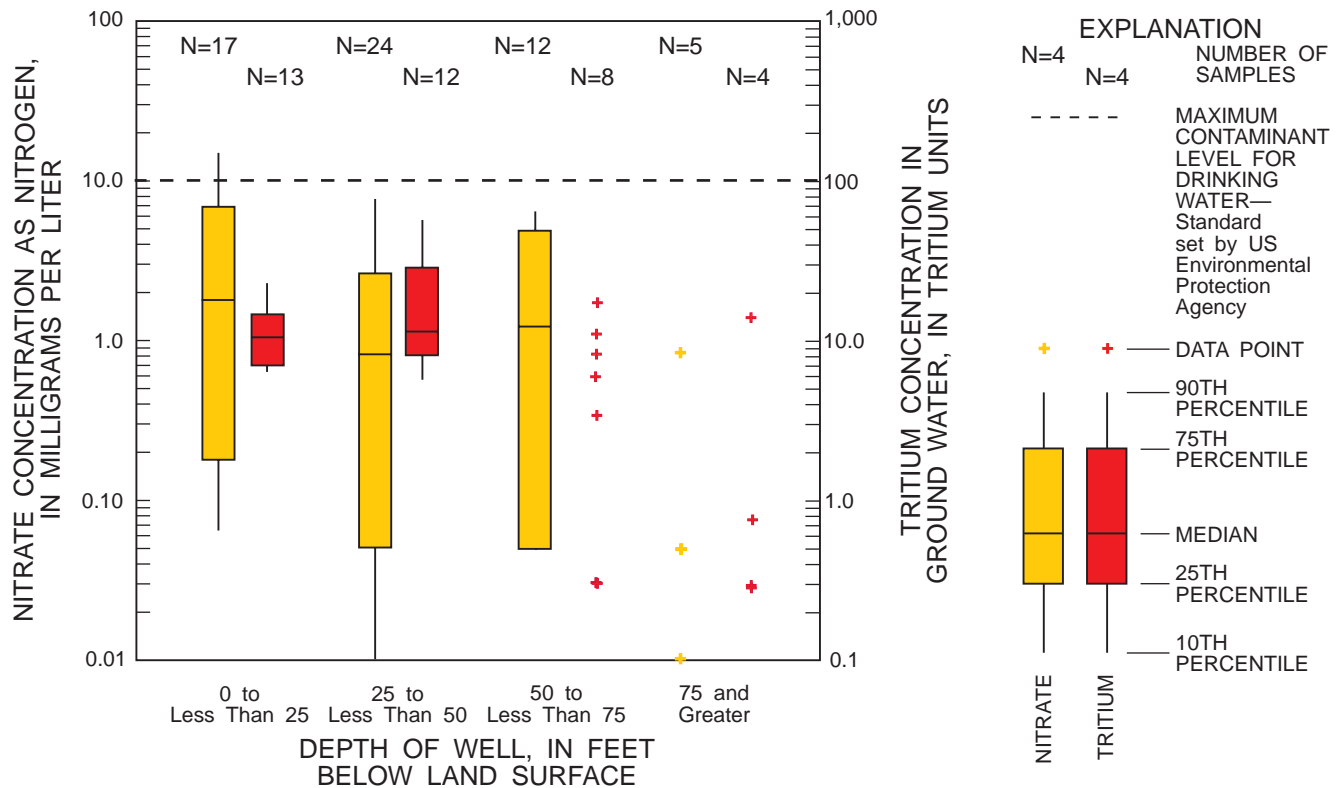 NITRATE CONCENTRATION AS NITROGEN,
IN MILLIGRAMS PER LITER
100
10.0
1.0
0.10
0.01
N=17
N=13
N=24
N=12
N=12
N=8
N=5
N=4
1,000
100
10.0
1.0
0.1
TRITIUM CONCENTRATION IN
GROUND WATER, IN TRITIUM UNITS
0 to
Less Than 25
25 to
Less Than 50
50 to
Less Than 75
75 and
Greater
DEPTH OF WELL, IN FEET
BELOW LAND SURFACE
EXPLANATION
N=4
N=4
NUMBER OF
SAMPLES
MAXIMUM
CONTAMINANT
LEVEL FOR
DRINKING
WATER—
Standard
set by US
Environmental
Protection
Agency
DATA POINT
90TH
PERCENTILE
75TH
PERCENTILE
MEDIAN
25TH
PERCENTILE
10TH
PERCENTILE
NITRATE
TRITIUM